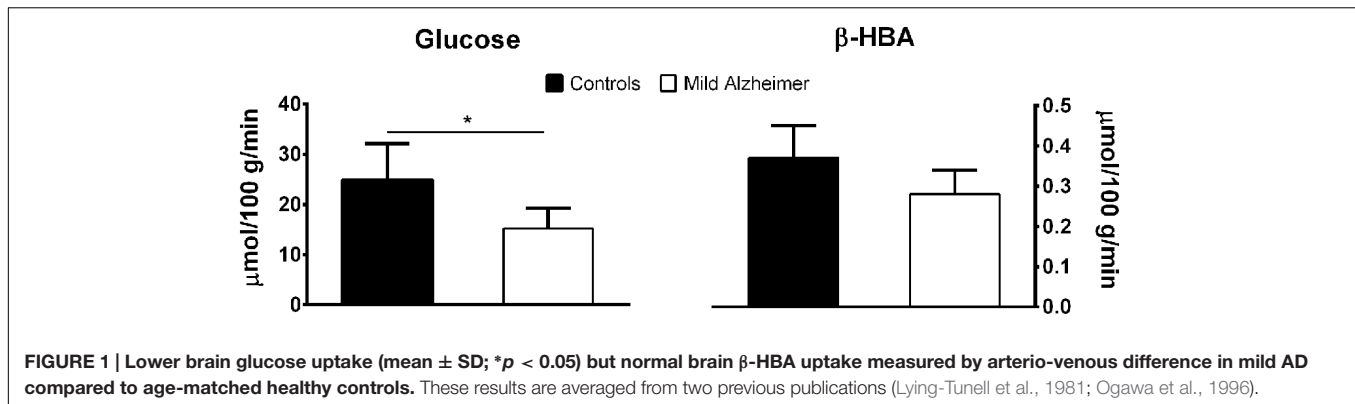 Glucose
β-HBA
Controls Mild Alzheimer
μmol/100 g/min
40
30
20
10
0
*
0.5
0.4
0.3
0.2
0.1
0.0
μmol/100 g/min
FIGURE 1 | Lower brain glucose uptake (mean ± SD; *p < 0.05) but normal brain β-HBA uptake measured by arterio-venous difference in mild AD
compared to age-matched healthy controls. These results are averaged from two previous publications (Lying-Tunell et al., 1981; Ogawa et al., 1996).